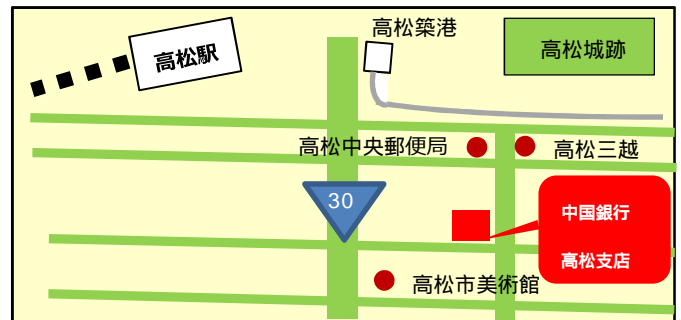 高松築港
高松駅
高松城跡
高松中央郵便局
高松三越
30
中国銀行
高松支店
高松市美術館